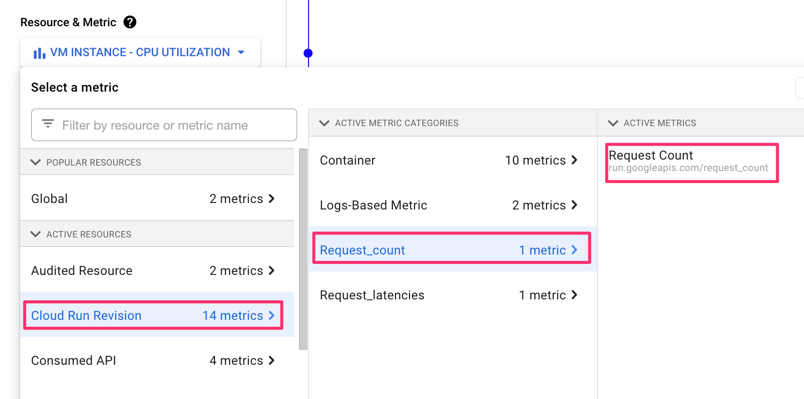 Resource & Metric ?
VM INSTANCE - CPU UTILIZATION
Select a metric
Filter by resource or metric name
POPULAR RESOURCES
Global 2 metrics
ACTIVE RESOURCES
Audited Resource 2 metrics
Cloud Run Revision 14 metrics
Consumed API 4 metrics
ACTIVE METRIC CATEGORIES
Container 10 metrics
Logs-Based Metric 2 metrics
Request_count 1 metric
Request_latencies 1 metric
ACTIVE METRICS
Request Count
run.googleapis.com/request_count